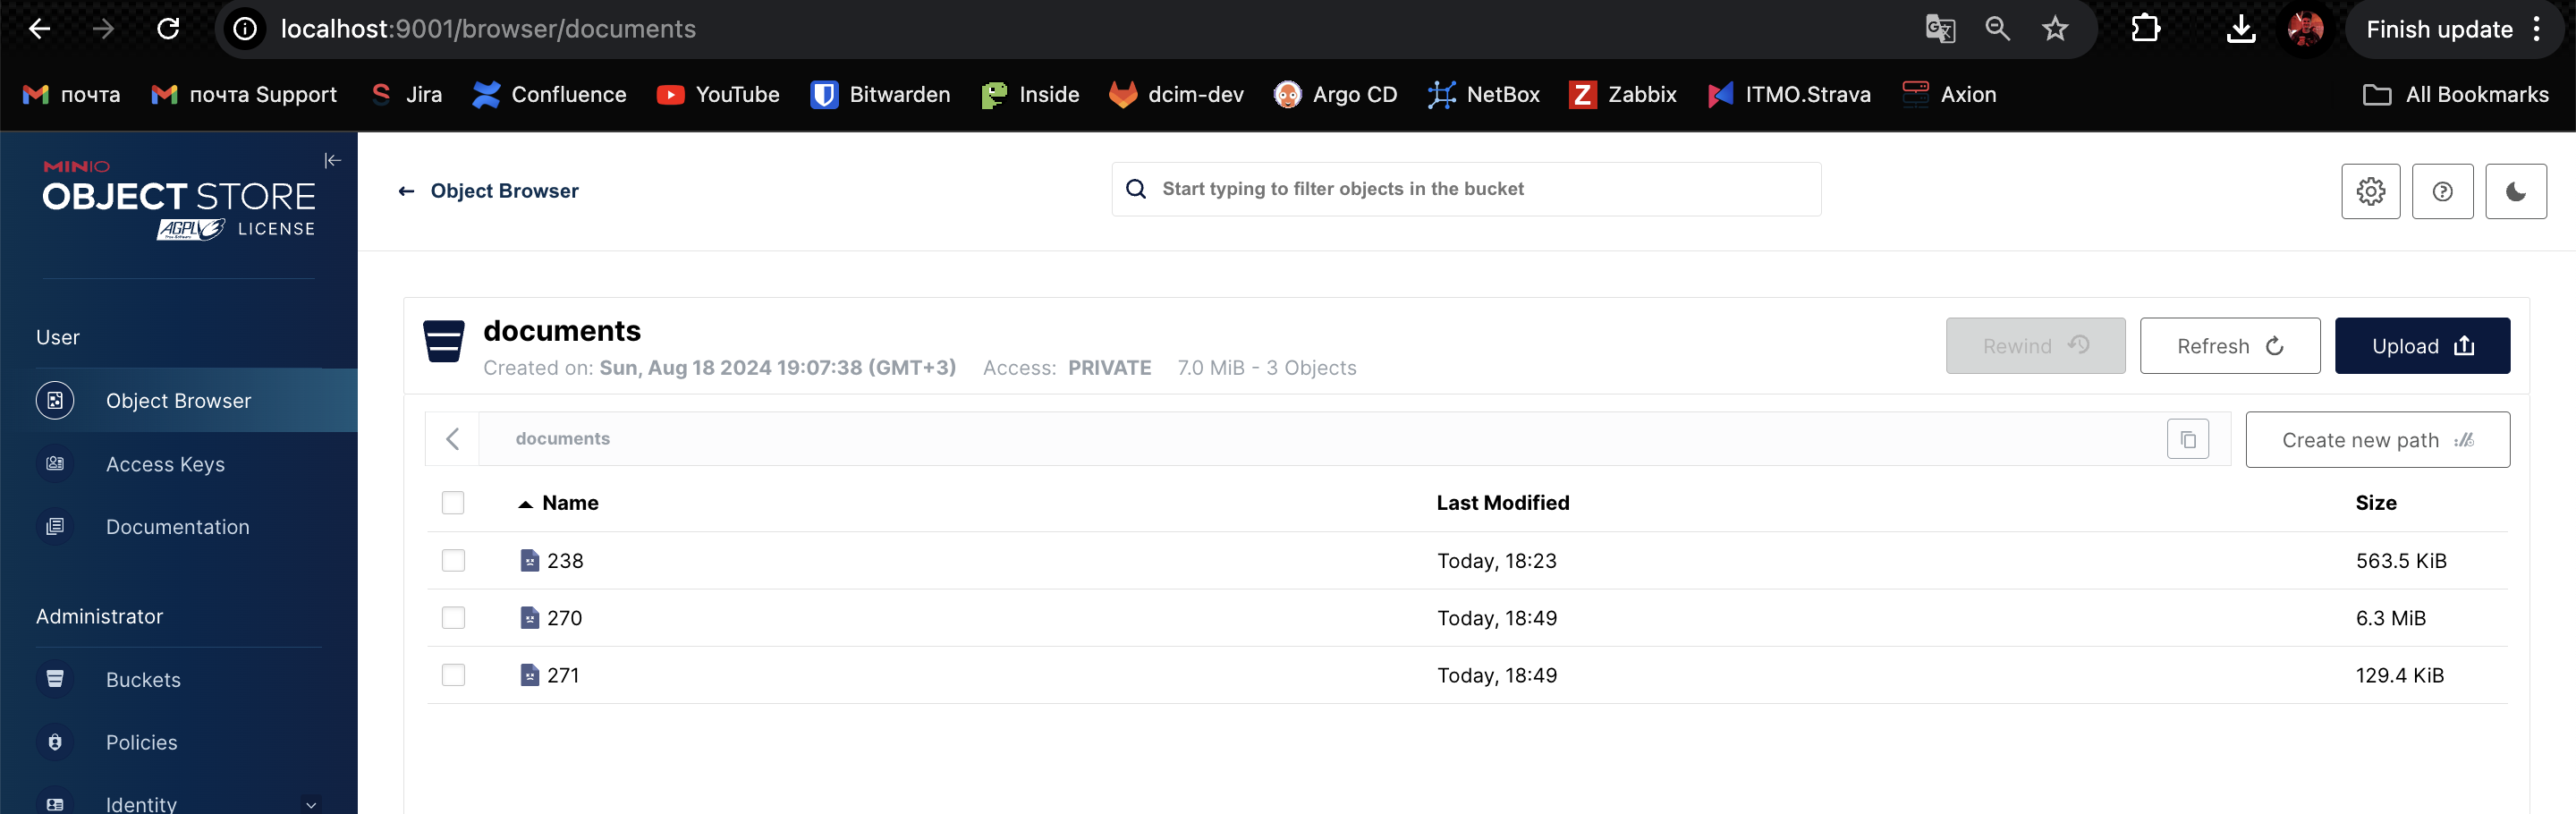 localhost:9001/browser/documents
Finish update
почта
почта Support
Jira
Confluence
YouTube
Bitwarden
Inside
dcim-dev
Argo CD
NetBox
Zabbix
ITMO.Strava
Axion
All Bookmarks
MINIO
OBJECT STORE
AGPLv3 LICENSE
User
Object Browser
Access Keys
Documentation
Administrator
Buckets
Policies
Identity
Object Browser
Start typing to filter objects in the bucket
documents
Created on: Sun, Aug 18 2024 19:07:38 (GMT+3) Access: PRIVATE 7.0 MiB - 3 Objects
Rewind
Refresh
Upload
documents
Create new path
Name Last Modified Size
238 Today, 18:23 563.5 KiB
270 Today, 18:49 6.3 MiB
271 Today, 18:49 129.4 KiB